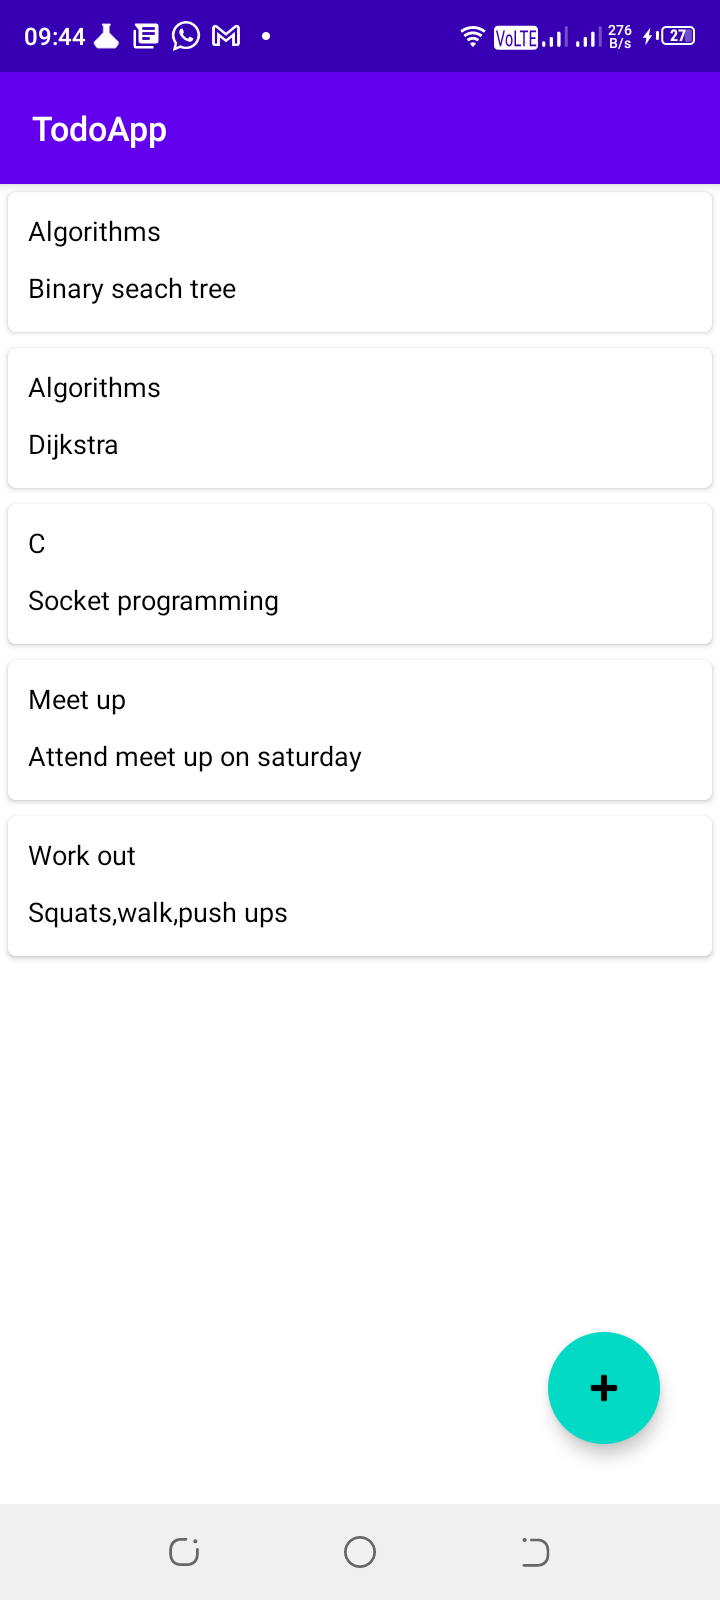 09:44 VoLTE 276 B/s 27
TodoApp
Algorithms
Binary seach tree
Algorithms
Dijkstra
C
Socket programming
Meet up
Attend meet up on saturday
Work out
Squats,walk,push ups